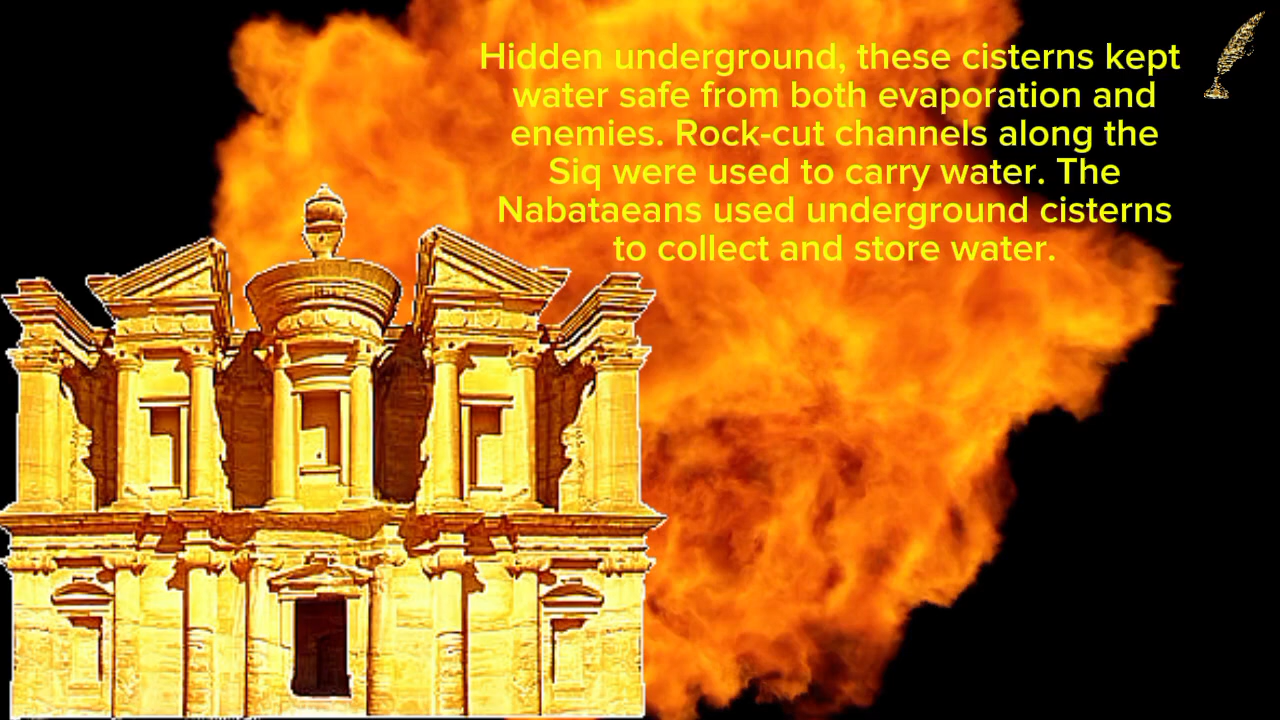 Hidden underground, these cisterns kept
water safe from both evaporation and
enemies. Rock-cut channels along the
Siq were used to carry water. The
Nabataeans used underground cisterns
to collect and store water.